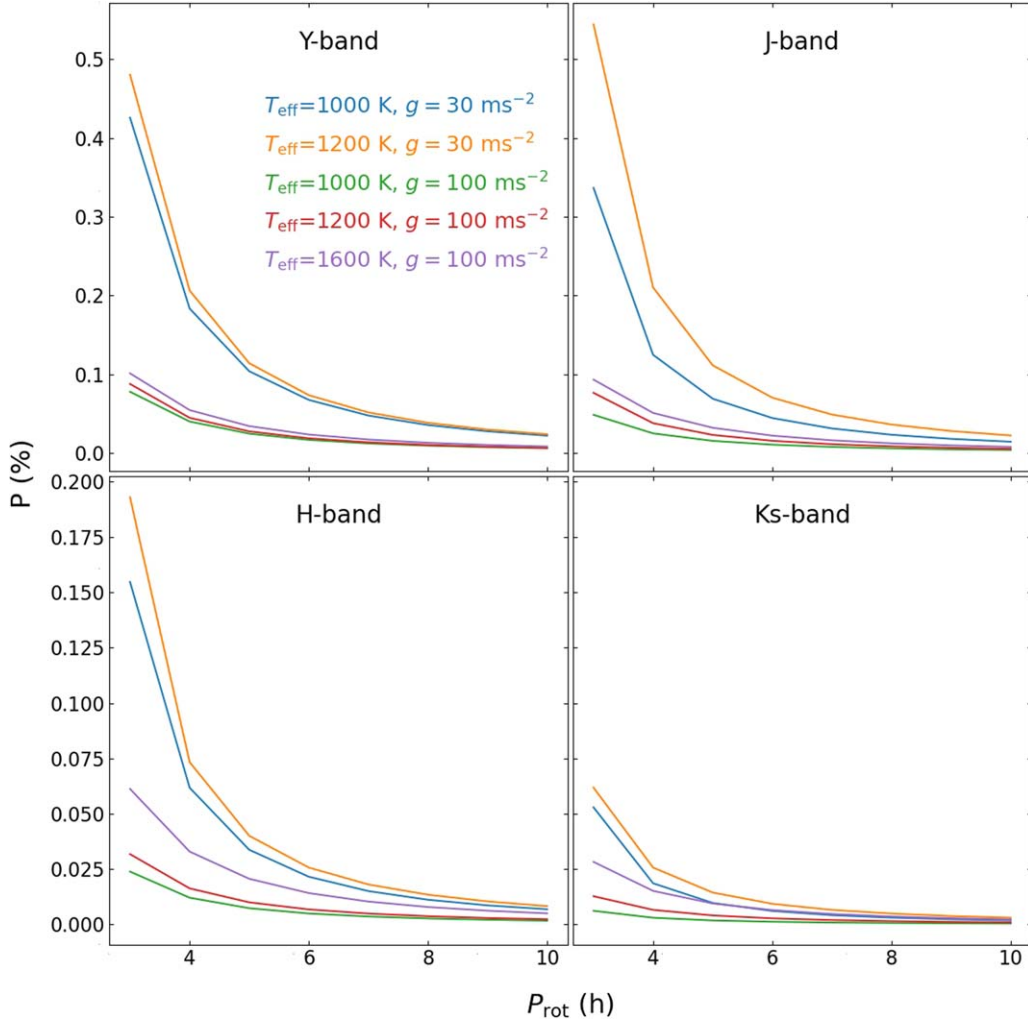 Y-band
J-band
T_eff=1000 K, g = 30 ms⁻²
T_eff=1200 K, g = 30 ms⁻²
T_eff=1000 K, g = 100 ms⁻²
T_eff=1200 K, g = 100 ms⁻²
T_eff=1600 K, g = 100 ms⁻²
0.5
0.4
0.3
0.2
0.1
0.0
P (%)
H-band
Ks-band
0.200
0.175
0.150
0.125
0.100
0.075
0.050
0.025
0.000
4 6 8 10 4 6 8 10
P_rot (h)